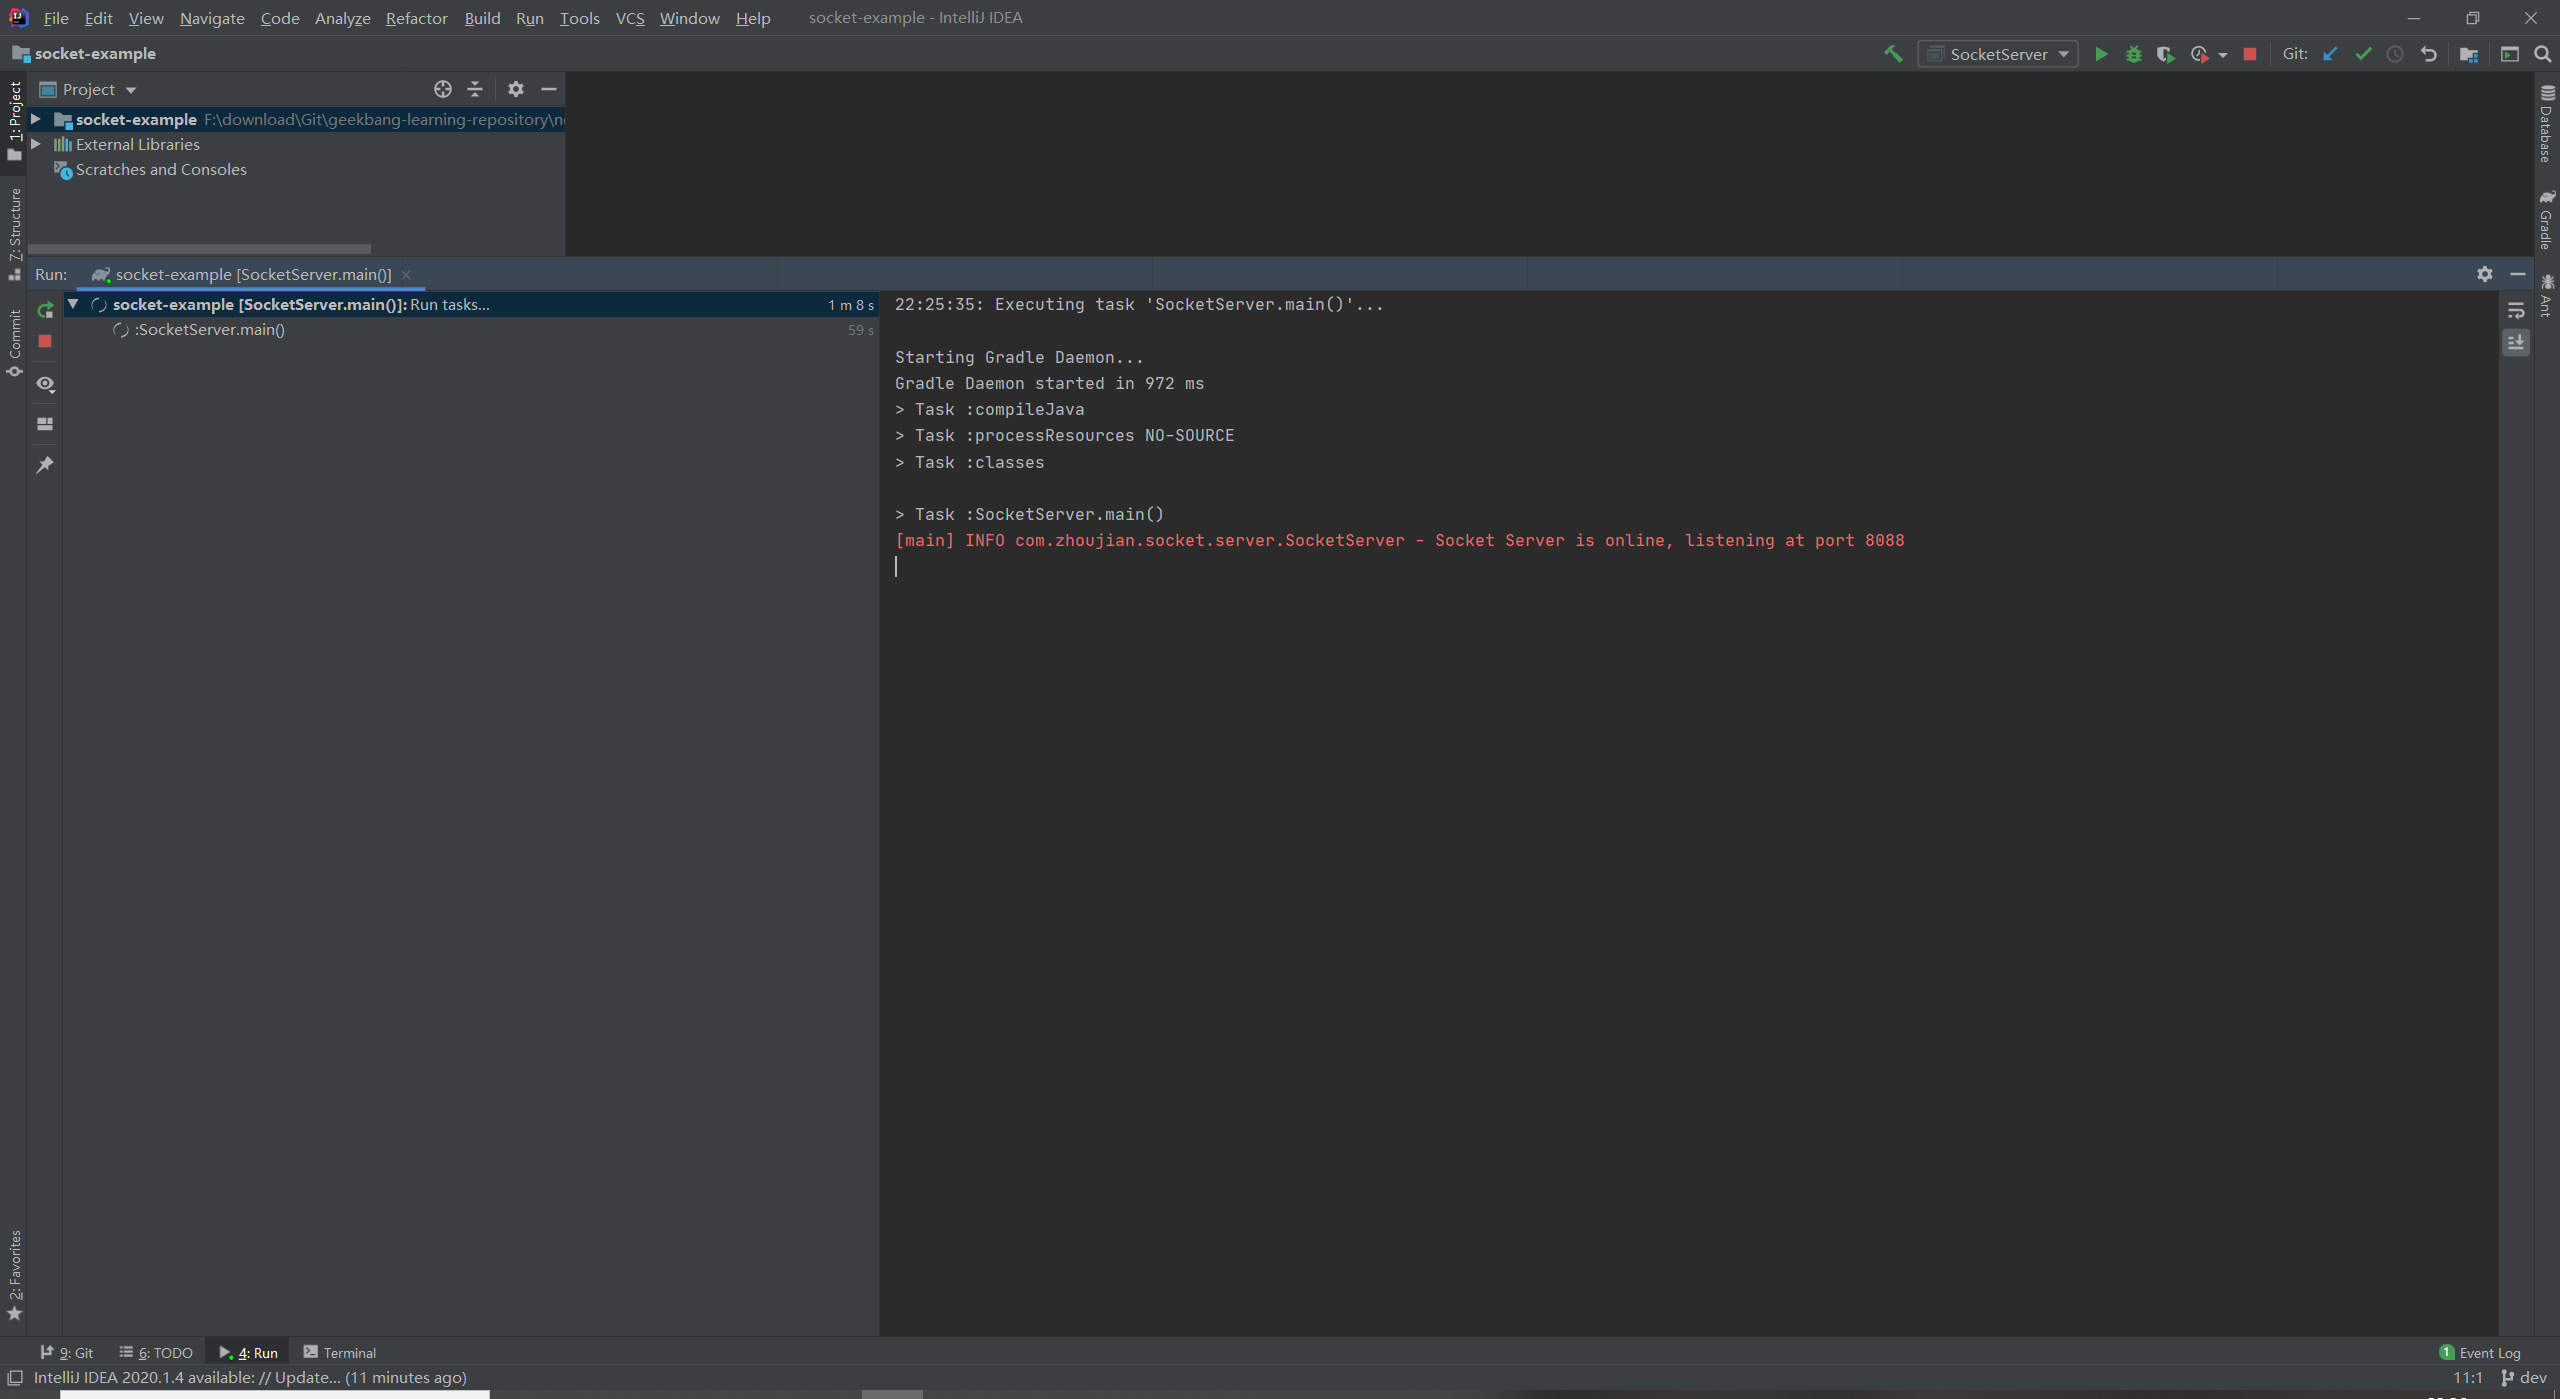 File Edit View Navigate Code Analyze Refactor Build Run Tools VCS Window Help socket-example - IntelliJ IDEA
socket-example
SocketServer
Git:
1: Project
Project
socket-example F:\download\Git\geekbang-learning-repository\
External Libraries
Scratches and Consoles
7: Structure
Commit
Database
Gradle
Ant
Run: socket-example [SocketServer.main()]
socket-example [SocketServer.main()]: Run tasks... 1 m 8 s
:SocketServer.main() 59 s
22:25:35: Executing task 'SocketServer.main()'...
Starting Gradle Daemon...
Gradle Daemon started in 972 ms
> Task :compileJava
> Task :processResources NO-SOURCE
> Task :classes
> Task :SocketServer.main()
[main] INFO com.zhoujian.socket.server.SocketServer - Socket Server is online, listening at port 8088
2: Favorites
9: Git 6: TODO 4: Run Terminal
1 Event Log
IntelliJ IDEA 2020.1.4 available: // Update... (11 minutes ago)
11:1 dev